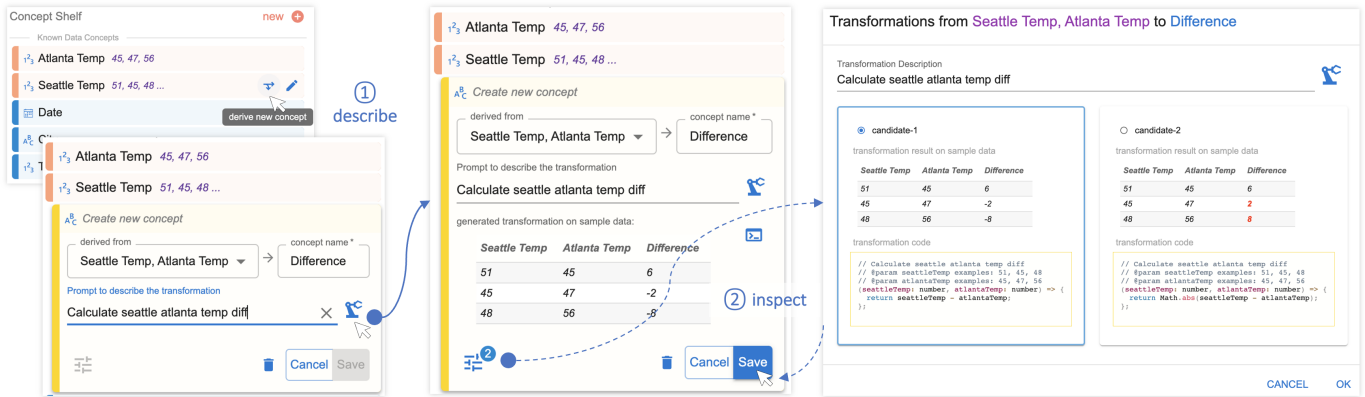 Concept Shelf
new
Known Data Concepts
1²3 Atlanta Temp 45, 47, 56
1²3 Seattle Temp 51, 45, 48 ...
derive new concept
Date
1²3 Atlanta Temp 45, 47, 56
1²3 Seattle Temp 51, 45, 48 ...
ABC Create new concept
derived from
concept name *
Seattle Temp, Atlanta Temp
Difference
Prompt to describe the transformation
Calculate seattle atlanta temp diff
Cancel
Save
1
describe
1²3 Atlanta Temp 45, 47, 56
1²3 Seattle Temp 51, 45, 48 ...
ABC Create new concept
derived from
concept name *
Seattle Temp, Atlanta Temp
Difference
Prompt to describe the transformation
Calculate seattle atlanta temp diff
generated transformation on sample data:
Seattle Temp Atlanta Temp Difference
51 45 6
45 47 -2
48 56 -8
2
Cancel
Save
2 inspect
Transformations from Seattle Temp, Atlanta Temp to Difference
Transformation Description
Calculate seattle atlanta temp diff
candidate-1
transformation result on sample data
Seattle Temp Atlanta Temp Difference
51 45 6
45 47 -2
48 56 -8
transformation code
// Calculate seattle atlanta temp diff
// @param seattleTemp examples: 51, 45, 48
// @param atlantaTemp examples: 45, 47, 56
(seattleTemp: number, atlantaTemp: number) => {
return seattleTemp - atlantaTemp;
};
candidate-2
transformation result on sample data
Seattle Temp Atlanta Temp Difference
51 45 6
45 47 2
48 56 8
transformation code
// Calculate seattle atlanta temp diff
// @param seattleTemp examples: 51, 45, 48
// @param atlantaTemp examples: 45, 47, 56
(seattleTemp: number, atlantaTemp: number) => {
return Math.abs(seattleTemp - atlantaTemp);
};
CANCEL
OK